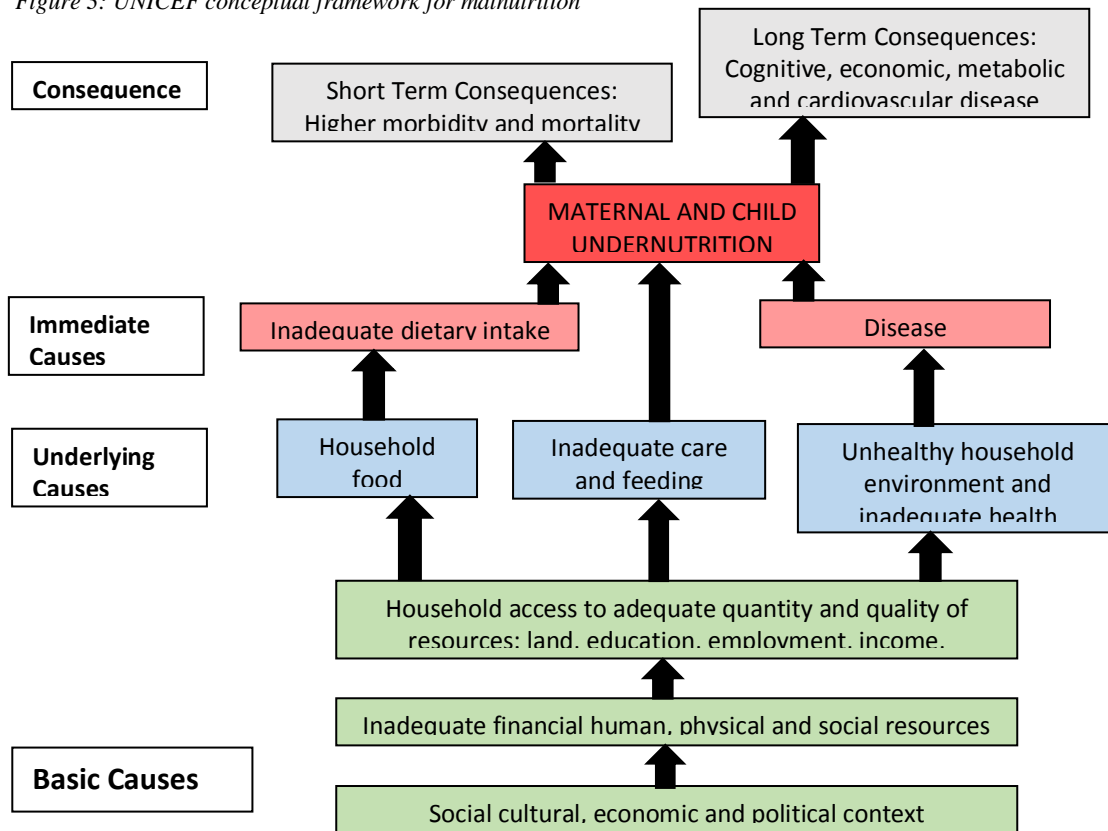 Figure 3: UNICEF conceptual framework for malnutrition
Consequence
Short Term Consequences:
Higher morbidity and mortality
Long Term Consequences:
Cognitive, economic, metabolic
and cardiovascular disease
MATERNAL AND CHILD
UNDERNUTRITION
Immediate
Causes
Inadequate dietary intake
Disease
Underlying
Causes
Household
food
Inadequate care
and feeding
Unhealthy household
environment and
inadequate health
Household access to adequate quantity and quality of
resources: land, education, employment, income,
Inadequate financial human, physical and social resources
Basic Causes
Social cultural, economic and political context